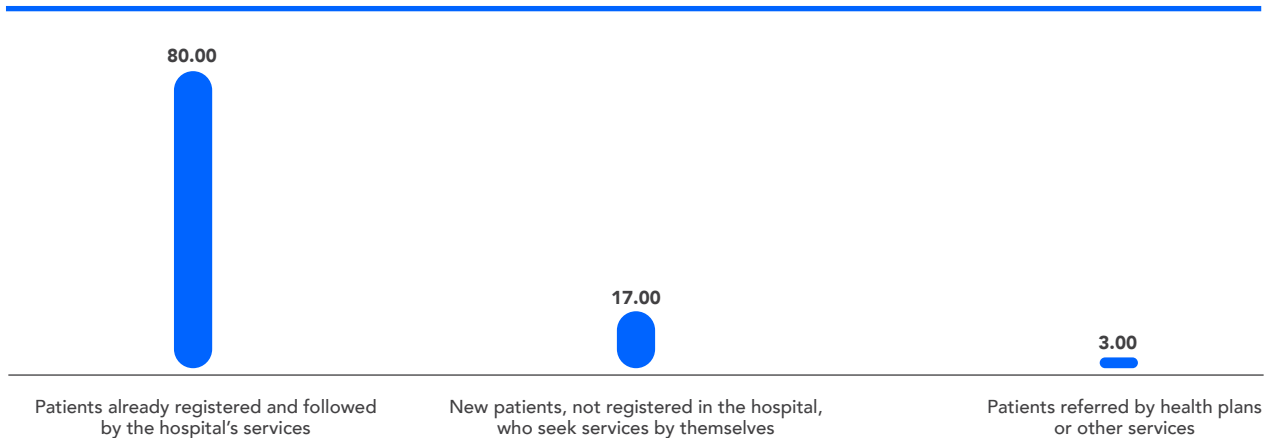 80.00
17.00
3.00
Patients already registered and followed
by the hospital's services
New patients, not registered in the hospital,
who seek services by themselves
Patients referred by health plans
or other services